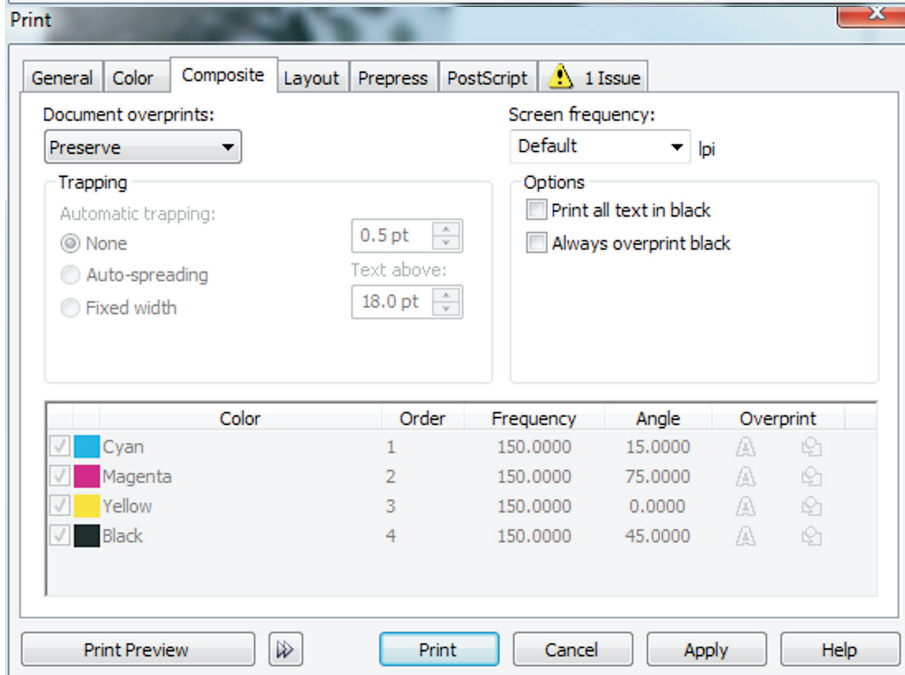 Print
General Color Composite Layout Prepress PostScript 1 Issue
Document overprints:
Preserve
Screen frequency:
Default lpi
Trapping
Automatic trapping:
None
Auto-spreading
Fixed width
0.5 pt
Text above:
18.0 pt
Options
Print all text in black
Always overprint black
Color Order Frequency Angle Overprint
Cyan 1 150.0000 15.0000
Magenta 2 150.0000 75.0000
Yellow 3 150.0000 0.0000
Black 4 150.0000 45.0000
Print Preview Print Cancel Apply Help